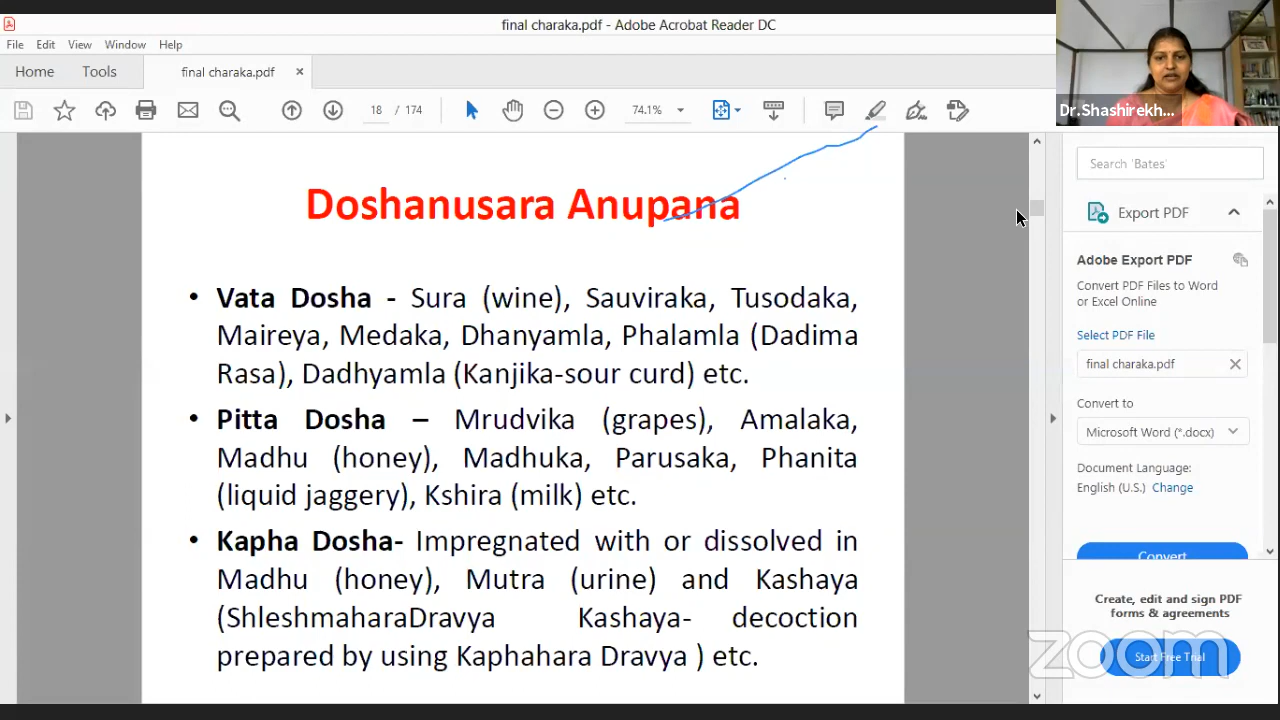 final charaka.pdf - Adobe Acrobat Reader DC
File Edit View Window Help
Home Tools final charaka.pdf ×
18 / 174 74.1%
Dr.Shashirekh...
Doshanusara Anupana
• Vata Dosha - Sura (wine), Sauviraka, Tusodaka,
Maireya, Medaka, Dhanyamla, Phalamla (Dadima
Rasa), Dadhyamla (Kanjika-sour curd) etc.
• Pitta Dosha – Mrudvika (grapes), Amalaka,
Madhu (honey), Madhuka, Parusaka, Phanita
(liquid jaggery), Kshira (milk) etc.
• Kapha Dosha- Impregnated with or dissolved in
Madhu (honey), Mutra (urine) and Kashaya
(ShleshmaharaDravya Kashaya- decoction
prepared by using Kaphahara Dravya ) etc.
Search 'Bates'
Export PDF
Adobe Export PDF
Convert PDF Files to Word
or Excel Online
Select PDF File
final charaka.pdf
Convert to
Microsoft Word (*.docx)
Document Language:
English (U.S.) Change
Convert
Create, edit and sign PDF
forms & agreements
Start Free Trial
zoom